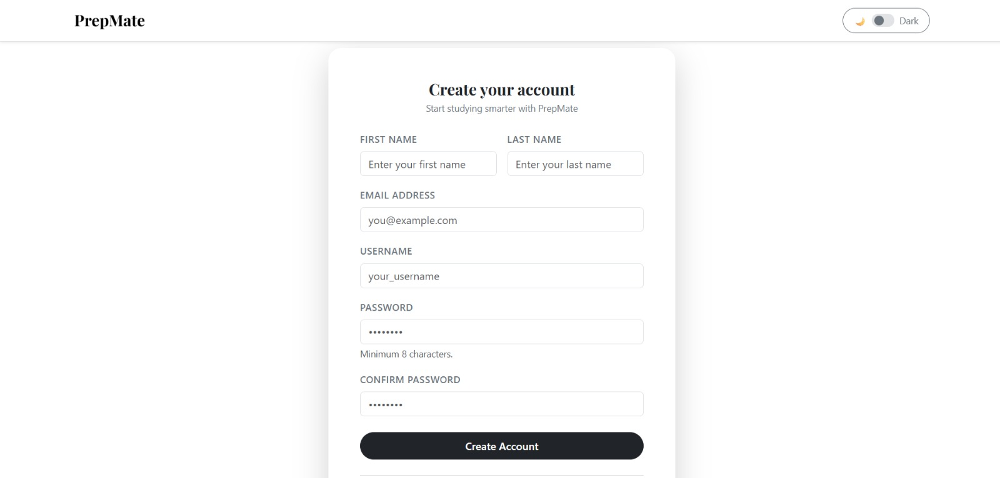 PrepMate
🌙 Dark
Create your account
Start studying smarter with PrepMate
FIRST NAME LAST NAME
Enter your first name Enter your last name
EMAIL ADDRESS
you@example.com
USERNAME
your_username
PASSWORD
••••••••
Minimum 8 characters.
CONFIRM PASSWORD
••••••••
Create Account